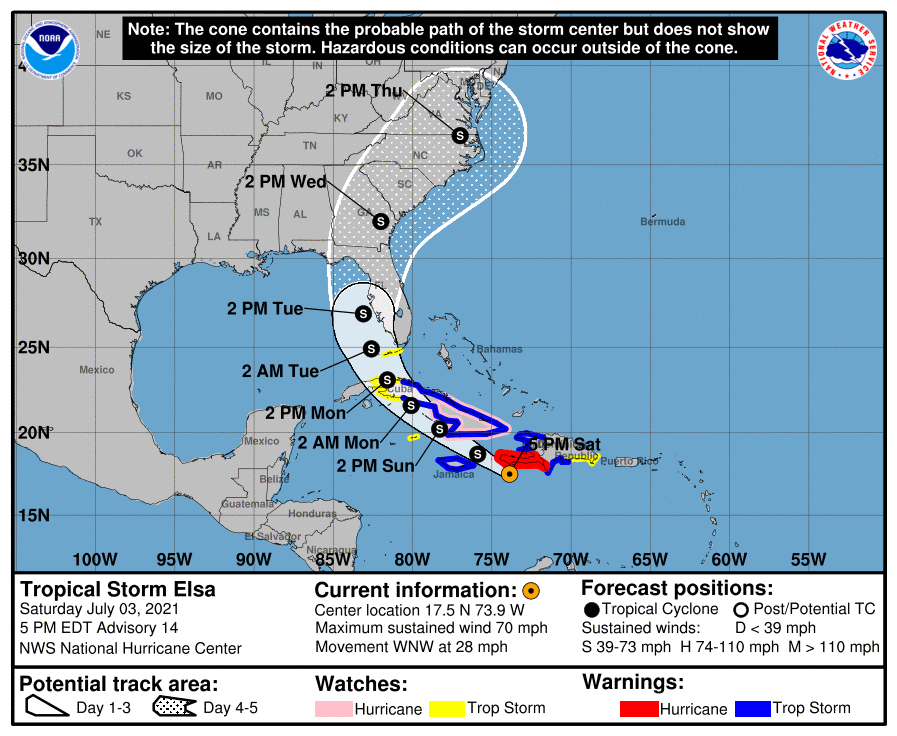 Note: The cone contains the probable path of the storm center but does not show
the size of the storm. Hazardous conditions can occur outside of the cone.
NOAA
NATIONAL WEATHER SERVICE
NE
IL
IN
OH
2 PM Thu
KS
MO
KY
VA
DE
35N
OK
AR
TN
NC
2 PM Wed
SC
TX
MS
AL
GA
LA
Bermuda
30N
FL
2 PM Tue
25N
Bahamas
Mexico
2 AM Tue
Cuba
2 PM Mon
20N
Mexico
2 AM Mon
5 PM Sat
Republic
Puerto Rico
2 PM Sun
Jamaica
Belize
Guatemala
Honduras
15N
El Salvador
Nicaragua
100W
95W
90W
85W
80W
75W
70W
65W
60W
55W
S
S
S
S
S
S
S
S
Tropical Storm Elsa
Saturday July 03, 2021
5 PM EDT Advisory 14
NWS National Hurricane Center
Current information:
Center location 17.5 N 73.9 W
Maximum sustained wind 70 mph
Movement WNW at 28 mph
Forecast positions:
Tropical Cyclone Post/Potential TC
Sustained winds: D < 39 mph
S 39-73 mph H 74-110 mph M > 110 mph
Potential track area:
Day 1-3 Day 4-5
Watches:
Hurricane Trop Storm
Warnings:
Hurricane Trop Storm